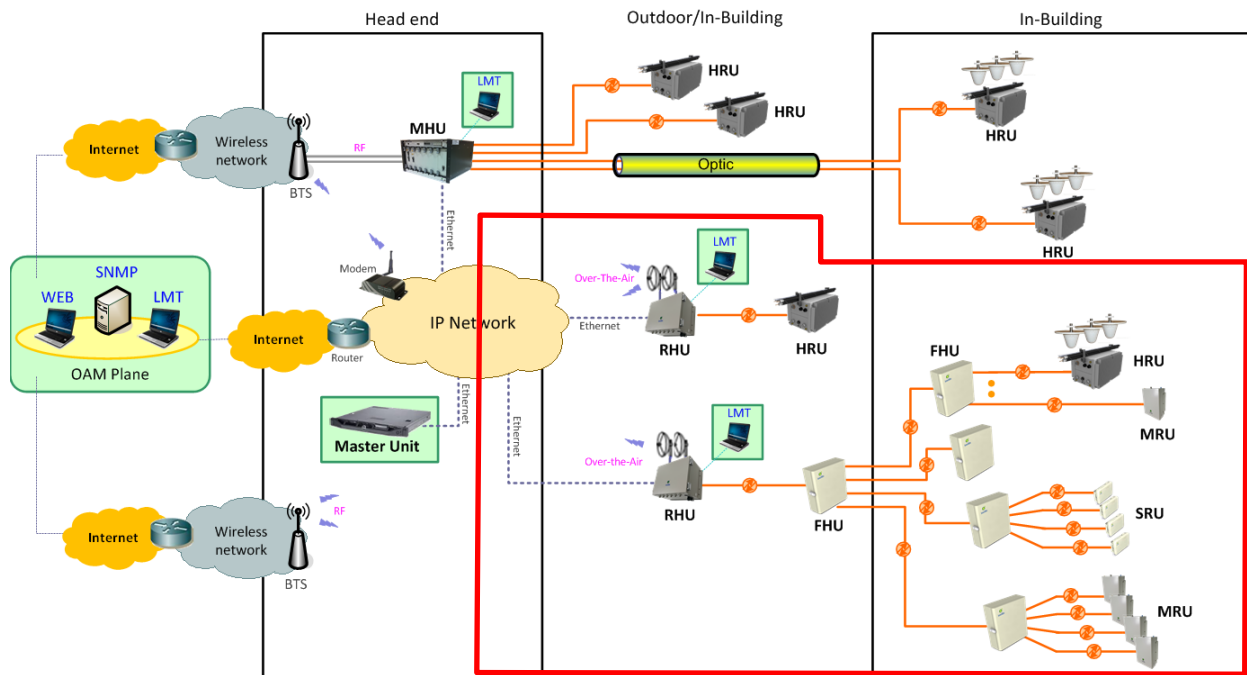 Head end
Outdoor/In-Building
In-Building
LMT
HRU
HRU
HRU
MHU
Internet
Wireless
network
RF
BTS
Optic
HRU
Ethernet
LMT
Modem
SNMP
WEB
LMT
OAM Plane
Internet
Router
IP Network
Over-The-Air
Ethernet
RHU
HRU
FHU
HRU
MRU
Ethernet
Ethernet
Master Unit
LMT
Over-the-Air
RHU
FHU
SRU
Internet
Wireless
network
RF
BTS
MRU